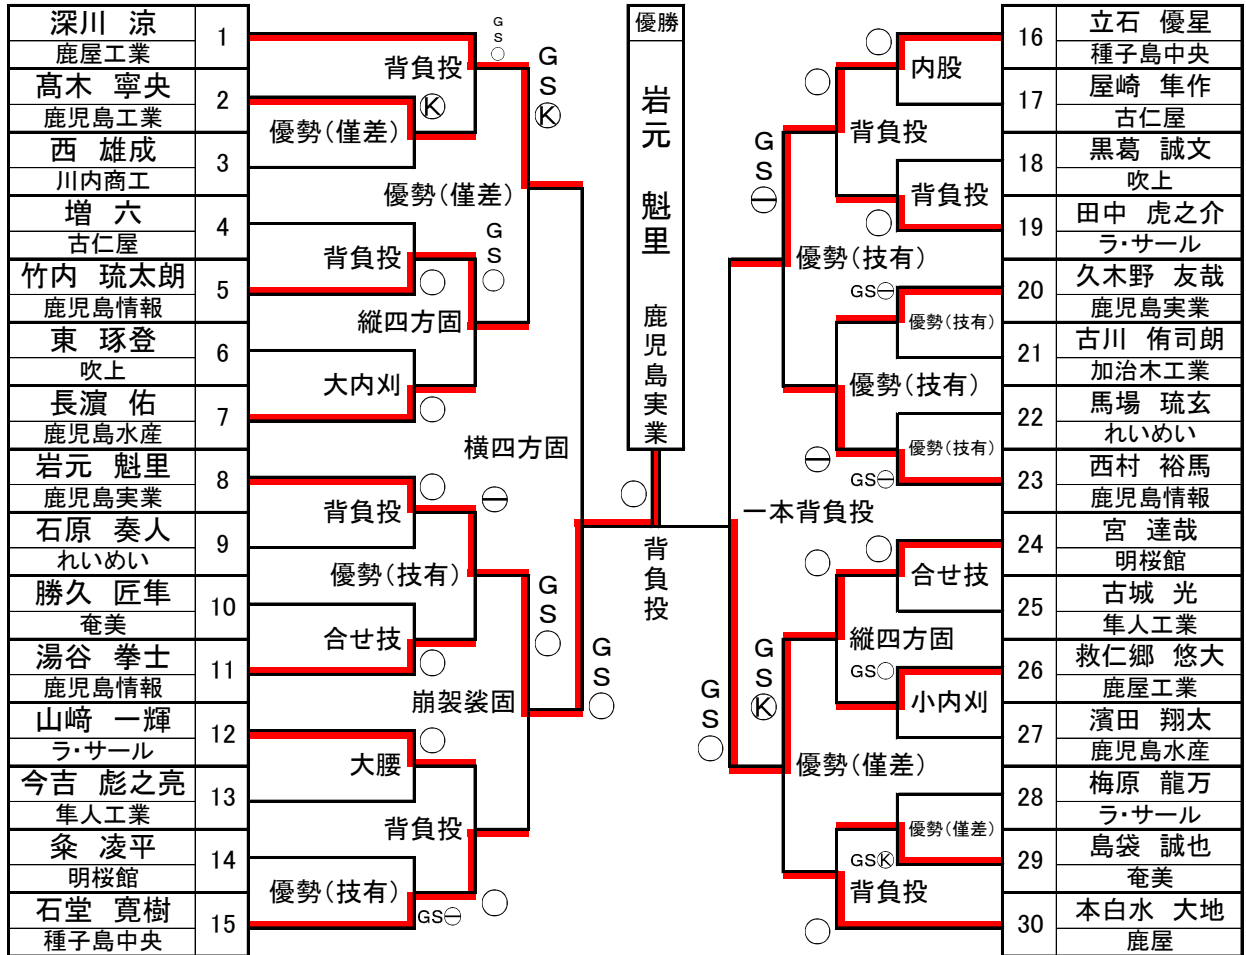 深川 涼
鹿屋工業
1
髙木 寧央
鹿児島工業
2
西 雄成
川内商工
3
増 六
古仁屋
4
竹内 琉太朗
鹿児島情報
5
東 琢登
吹上
6
長濵 佑
鹿児島水産
7
岩元 魁里
鹿児島実業
8
石原 奏人
れいめい
9
勝久 匠隼
奄美
10
湯谷 拳士
鹿児島情報
11
山﨑 一輝
ラ・サール
12
今吉 彪之亮
隼人工業
13
粂 凌平
明桜館
14
石堂 寛樹
種子島中央
15
背負投
GS○
優勢(僅差)
Ⓚ
優勢(僅差)
GSⓀ
背負投
○
縦四方固
GS○
大内刈
○
横四方固
背負投
○
優勢(技有)
⊖
合せ技
○
崩袈裟固
GS○
GS○
大腰
○
背負投
○
優勢(技有)
GS⊖
優勝
岩元 魁里
鹿児島実業
○
背負投
内股
○
背負投
○
背負投
○
GS⊖
優勢(技有)
GS⊖
優勢(技有)
優勢(技有)
⊖
優勢(技有)
GS⊖
一本背負投
GS○
合せ技
○
縦四方固
○
小内刈
GS○
優勢(僅差)
GSⓀ
優勢(僅差)
GSⓀ
背負投
○
16
立石 優星
種子島中央
17
屋崎 隼作
古仁屋
18
黒葛 誠文
吹上
19
田中 虎之介
ラ・サール
20
久木野 友哉
鹿児島実業
21
古川 侑司朗
加治木工業
22
馬場 琉玄
れいめい
23
西村 裕馬
鹿児島情報
24
宮 達哉
明桜館
25
古城 光
隼人工業
26
救仁郷 悠大
鹿屋工業
27
濱田 翔太
鹿児島水産
28
梅原 龍万
ラ・サール
29
島袋 誠也
奄美
30
本白水 大地
鹿屋